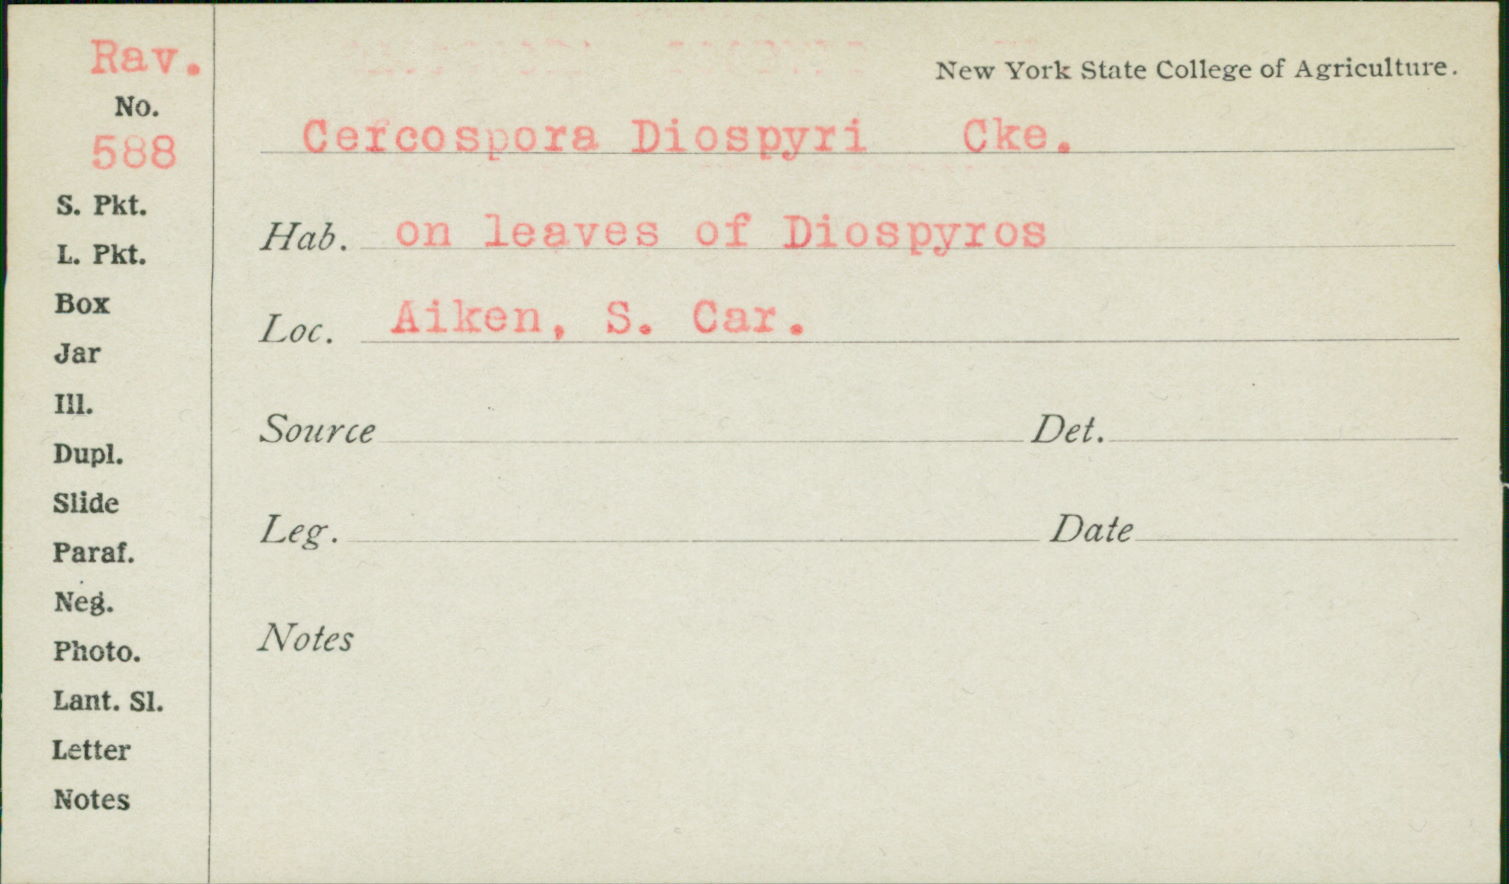 Rav.
No.
588
S. Pkt.
L. Pkt.
Box
Jar
Ill.
Dupl.
Slide
Paraf.
Neg.
Photo.
Lant. Sl.
Letter
Notes
New York State College of Agriculture.
Cercospora Diospyri Cke.
Hab. on leaves of Diospyros
Loc. Aiken, S. Car.
Source Det.
Leg. Date
Notes